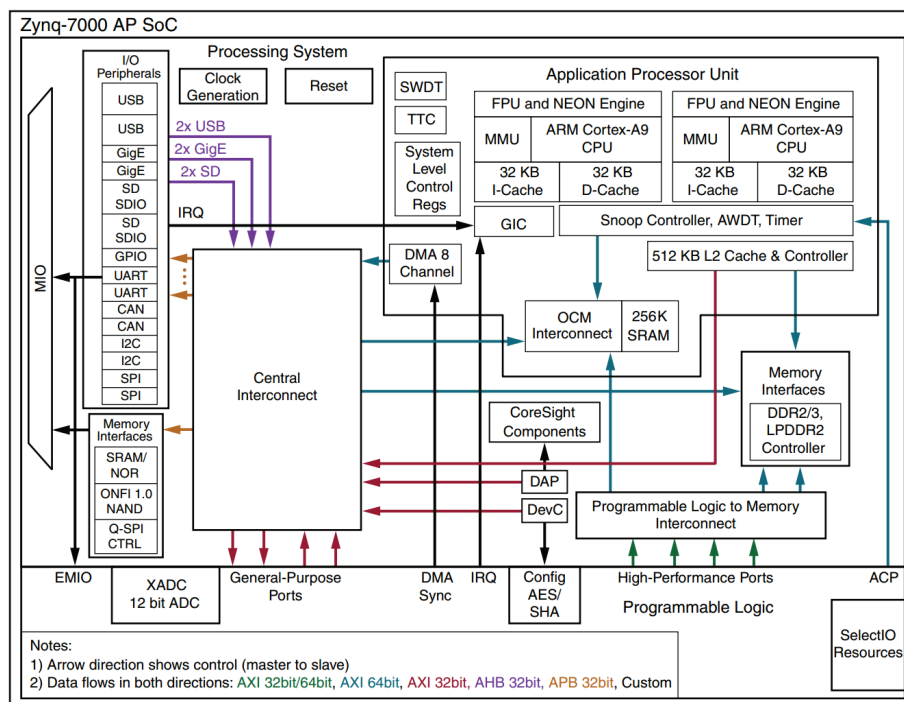 Zynq-7000 AP SoC
Processing System
I/O
Peripherals
USB
USB
GigE
GigE
SD
SDIO
SD
SDIO
GPIO
UART
UART
CAN
CAN
I2C
I2C
SPI
SPI
MIO
Clock
Generation
Reset
2x USB
2x GigE
2x SD
IRQ
Application Processor Unit
SWDT
TTC
System
Level
Control
Regs
FPU and NEON Engine
MMU
ARM Cortex-A9
CPU
32 KB
I-Cache
32 KB
D-Cache
FPU and NEON Engine
MMU
ARM Cortex-A9
CPU
32 KB
I-Cache
32 KB
D-Cache
GIC
Snoop Controller, AWDT, Timer
DMA 8
Channel
512 KB L2 Cache & Controller
OCM
Interconnect
256K
SRAM
Central
Interconnect
Memory
Interfaces
DDR2/3,
LPDDR2
Controller
CoreSight
Components
DAP
DevC
Programmable Logic to Memory
Interconnect
Memory
Interfaces
SRAM/
NOR
ONFI 1.0
NAND
Q-SPI
CTRL
EMIO
XADC
12 bit ADC
General-Purpose
Ports
DMA
Sync
IRQ
Config
AES/
SHA
High-Performance Ports
ACP
Programmable Logic
SelectIO
Resources
Notes:
1) Arrow direction shows control (master to slave)
2) Data flows in both directions: AXI 32bit/64bit, AXI 64bit, AXI 32bit, AHB 32bit, APB 32bit, Custom